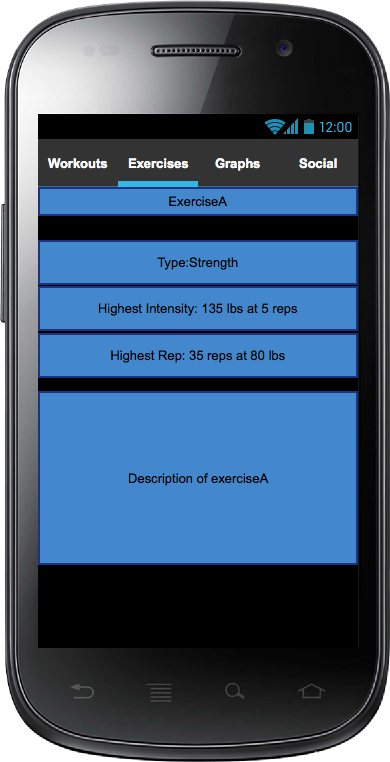 12:00
Workouts Exercises Graphs Social
ExerciseA
Type:Strength
Highest Intensity: 135 lbs at 5 reps
Highest Rep: 35 reps at 80 lbs
Description of exerciseA